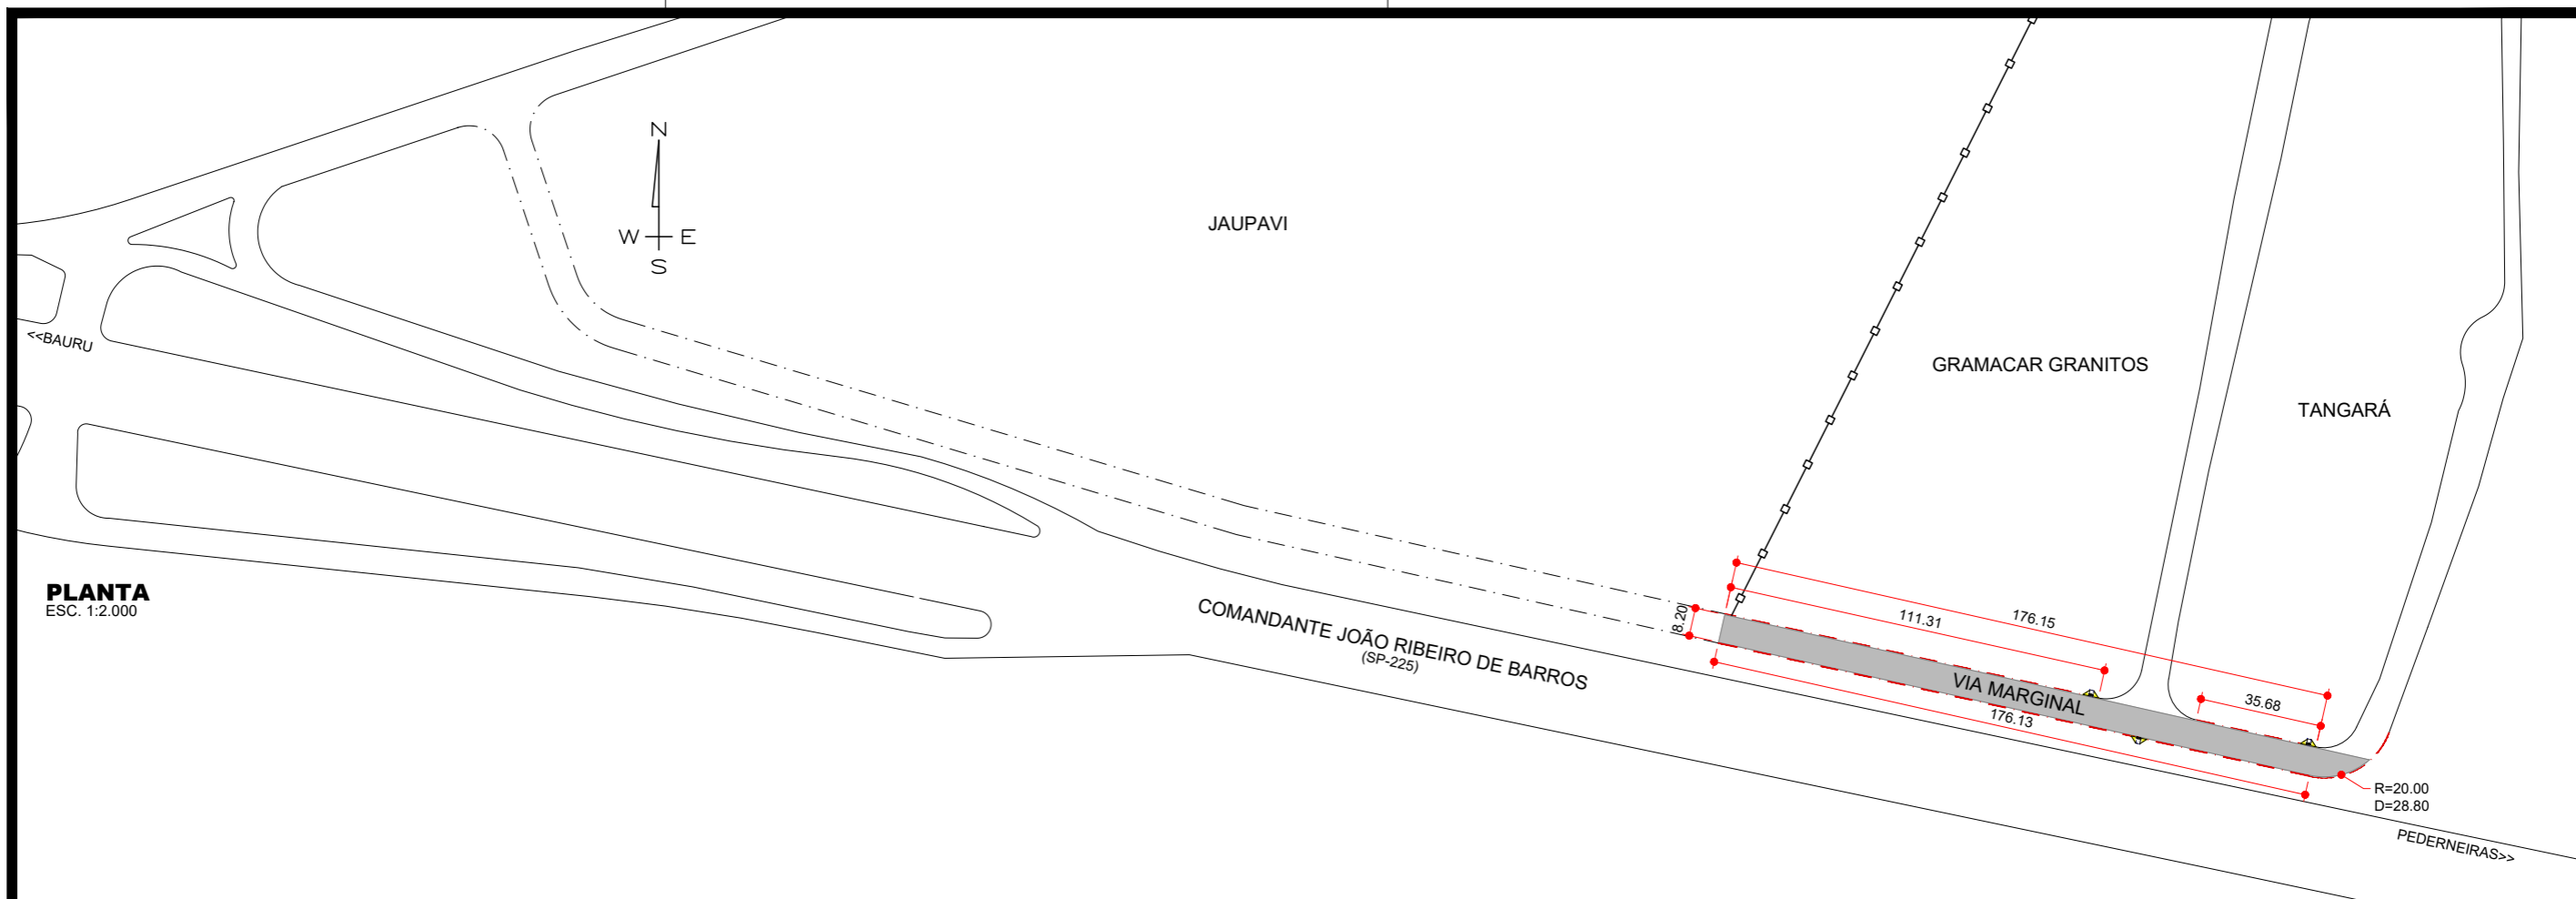 N
W E
S
JAUPAVI
<<BAURU
GRAMACAR GRANITOS
TANGARÁ
PLANTA
ESC. 1:2.000
COMANDANTE JOÃO RIBEIRO DE BARROS
(SP-225)
8.20
111.31
176.15
VIA MARGINAL
176.13
35.68
R=20.00
D=28.80
PEDERNEIRAS>>